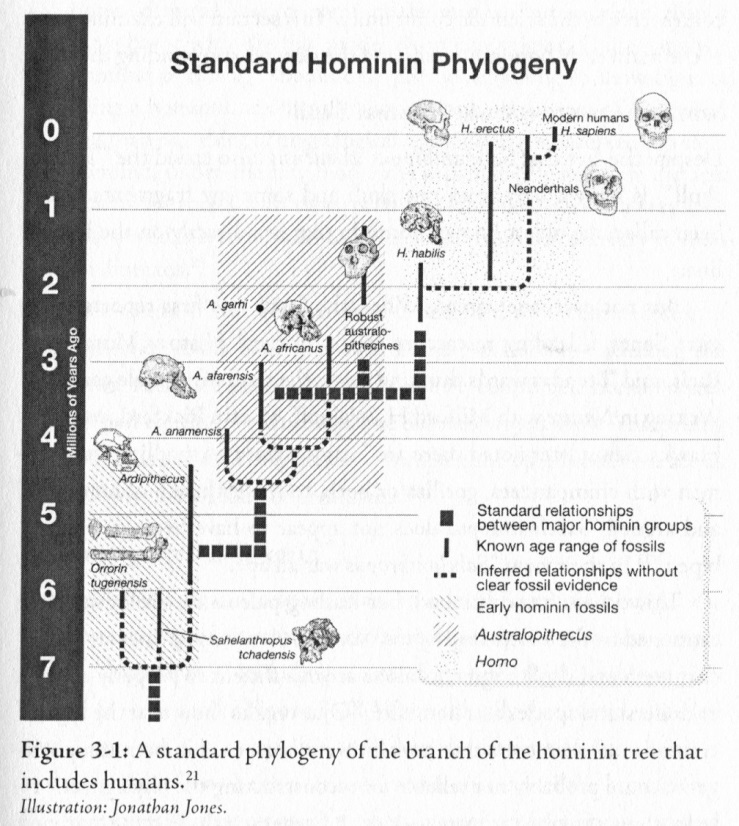 Standard Hominin Phylogeny
0
1
2
3
4
5
6
7
Millions of Years Ago
H. erectus
Modern humans
H. sapiens
Neanderthals
H. habilis
A. garhi
Robust
australo-
pithecines
A. africanus
A. afarensis
A. anamensis
Ardipithecus
Orrorin
tugenensis
Sahelanthropus
tchadensis
Standard relationships
between major hominin groups
Known age range of fossils
Inferred relationships without
clear fossil evidence
Early hominin fossils
Australopithecus
Homo
Figure 3-1: A standard phylogeny of the branch of the hominin tree that
includes humans.21
Illustration: Jonathan Jones.